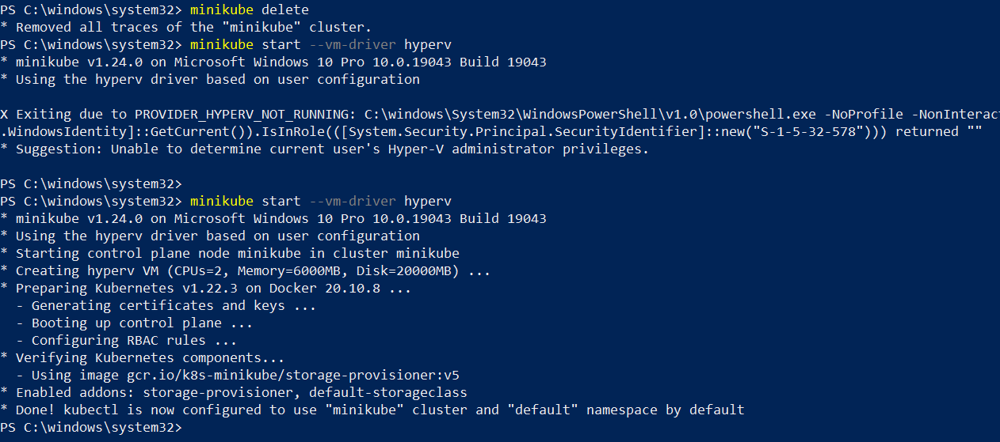 PS C:\windows\system32> minikube delete
* Removed all traces of the "minikube" cluster.
PS C:\windows\system32> minikube start --vm-driver hyperv
* minikube v1.24.0 on Microsoft Windows 10 Pro 10.0.19043 Build 19043
* Using the hyperv driver based on user configuration
X Exiting due to PROVIDER_HYPERV_NOT_RUNNING: C:\windows\System32\WindowsPowerShell\v1.0\powershell.exe -NoProfile -NonInterac
.WindowsIdentity]::GetCurrent()).IsInRole(([System.Security.Principal.SecurityIdentifier]::new("S-1-5-32-578"))) returned ""
* Suggestion: Unable to determine current user's Hyper-V administrator privileges.
PS C:\windows\system32>
PS C:\windows\system32> minikube start --vm-driver hyperv
* minikube v1.24.0 on Microsoft Windows 10 Pro 10.0.19043 Build 19043
* Using the hyperv driver based on user configuration
* Starting control plane node minikube in cluster minikube
* Creating hyperv VM (CPUs=2, Memory=6000MB, Disk=20000MB) ...
* Preparing Kubernetes v1.22.3 on Docker 20.10.8 ...
  - Generating certificates and keys ...
  - Booting up control plane ...
  - Configuring RBAC rules ...
* Verifying Kubernetes components...
  - Using image gcr.io/k8s-minikube/storage-provisioner:v5
* Enabled addons: storage-provisioner, default-storageclass
* Done! kubectl is now configured to use "minikube" cluster and "default" namespace by default
PS C:\windows\system32>